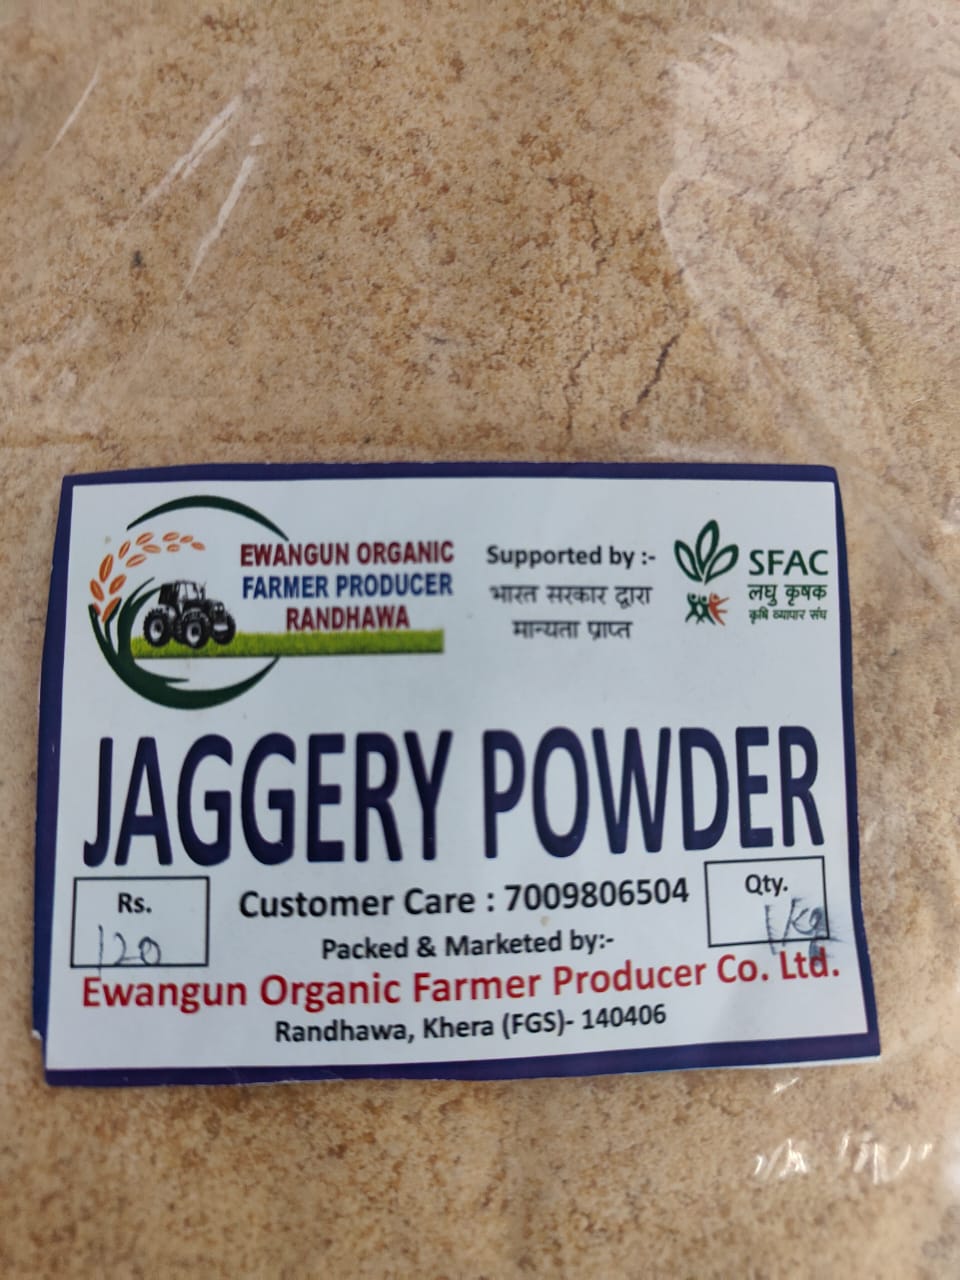 EWANGUN ORGANIC
FARMER PRODUCER
RANDHAWA
Supported by :-
भारत सरकार द्वारा
मान्यता प्राप्त
SFAC
लघु कृषक
कृषि व्यापार संघ
JAGGERY POWDER
Rs.
120
Customer Care : 7009806504
Qty.
1kg
Packed & Marketed by:-
Ewangun Organic Farmer Producer Co. Ltd.
Randhawa, Khera (FGS)- 140406